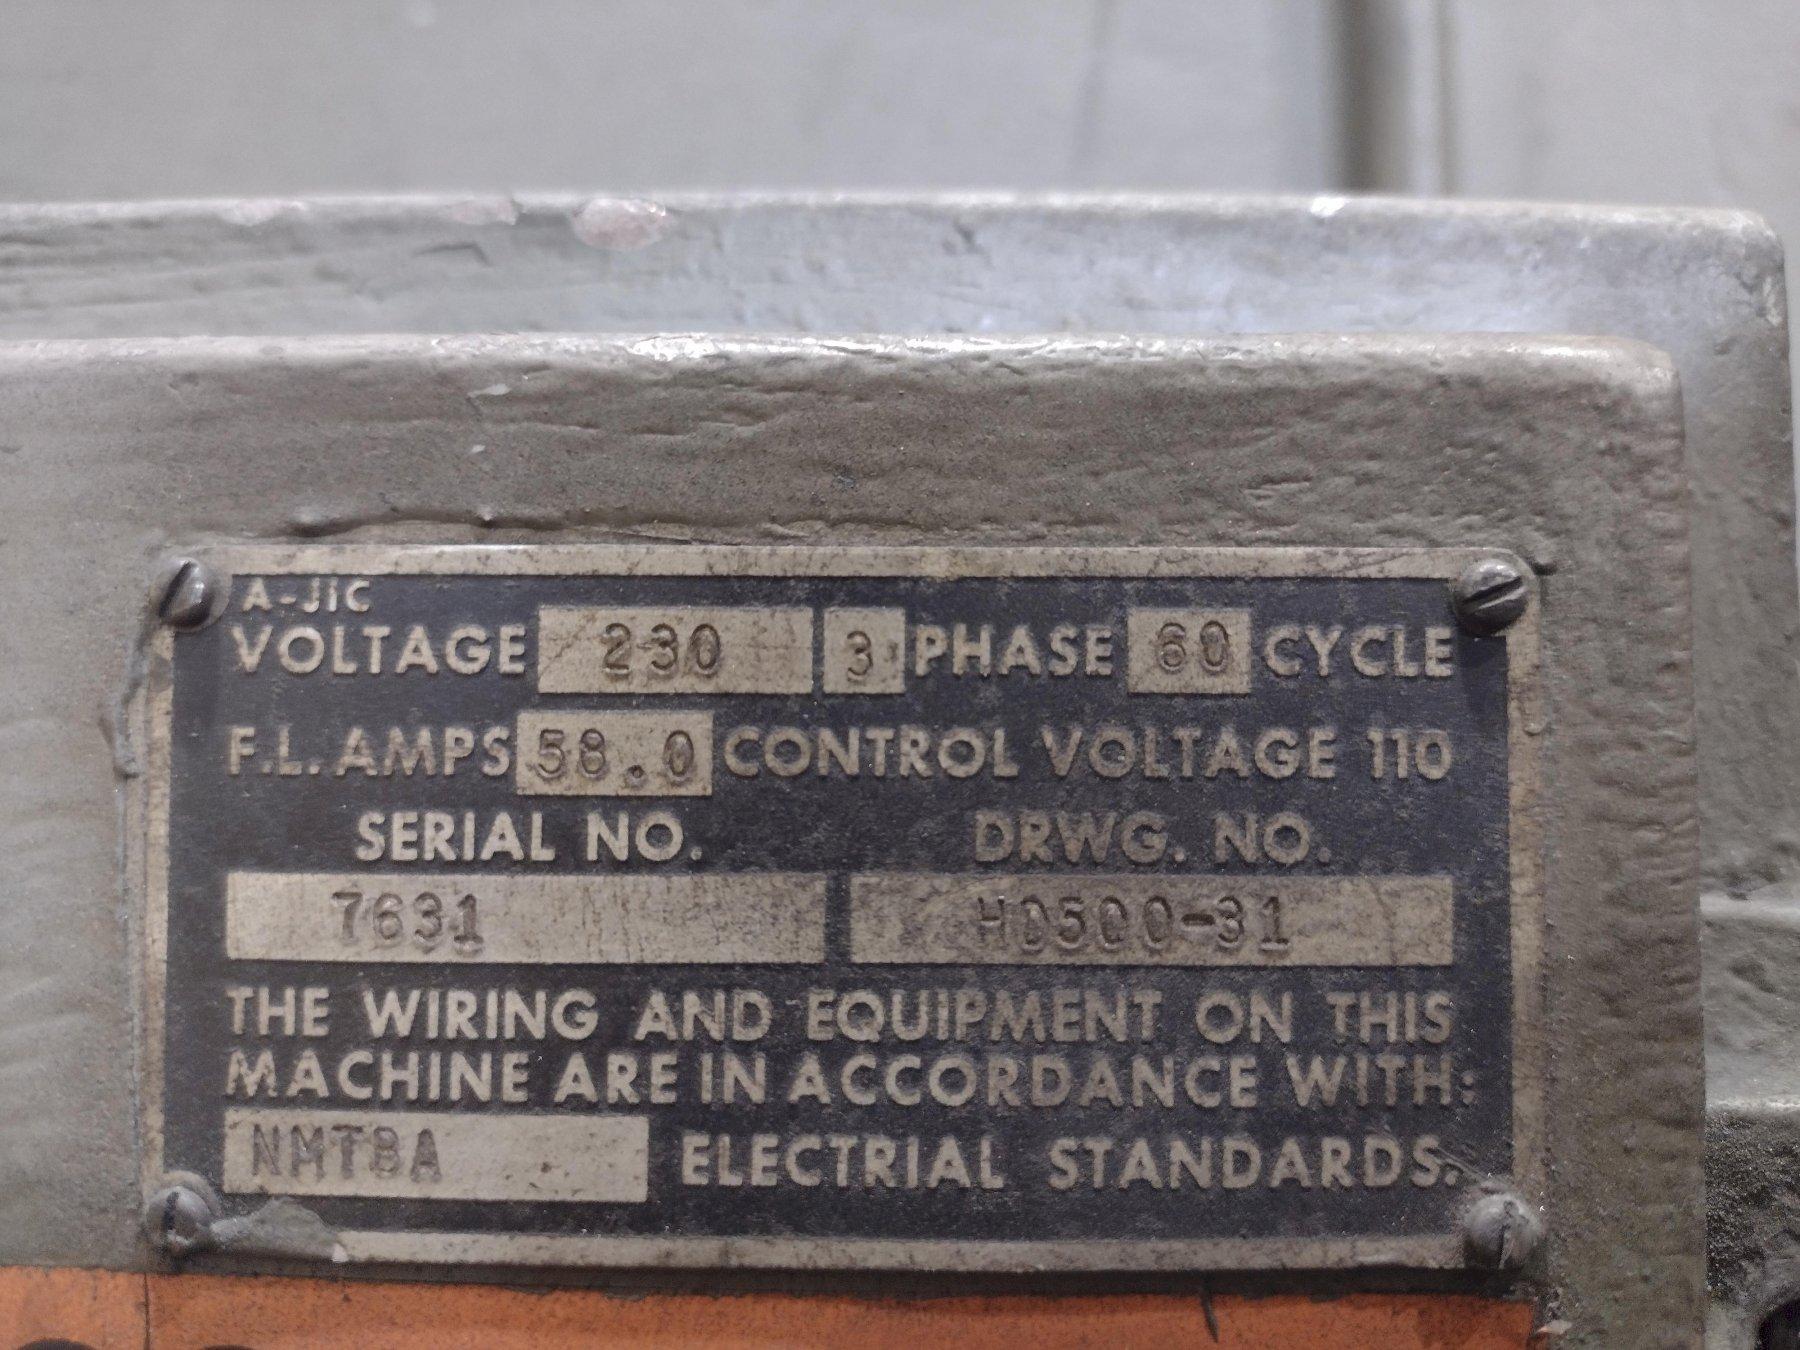 A-JIC
VOLTAGE 230 3 PHASE 60 CYCLE
F.L. AMPS 58.0 CONTROL VOLTAGE 110
SERIAL NO. DRWG. NO.
7631 HD500-31
THE WIRING AND EQUIPMENT ON THIS
MACHINE ARE IN ACCORDANCE WITH:
NMTBA ELECTRIAL STANDARDS.